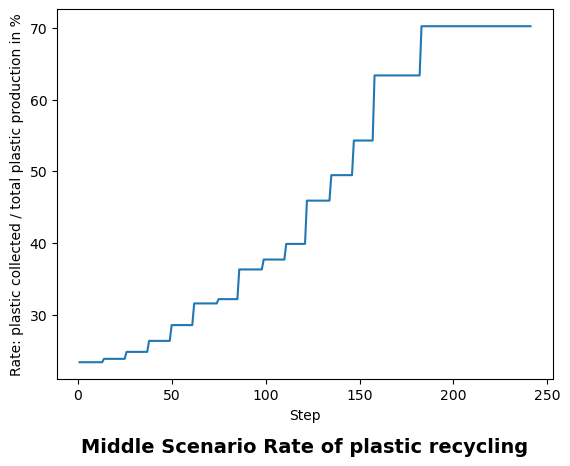 Rate: plastic collected / total plastic production in %
70
60
50
40
30
0 50 100 150 200 250
Step
Middle Scenario Rate of plastic recycling